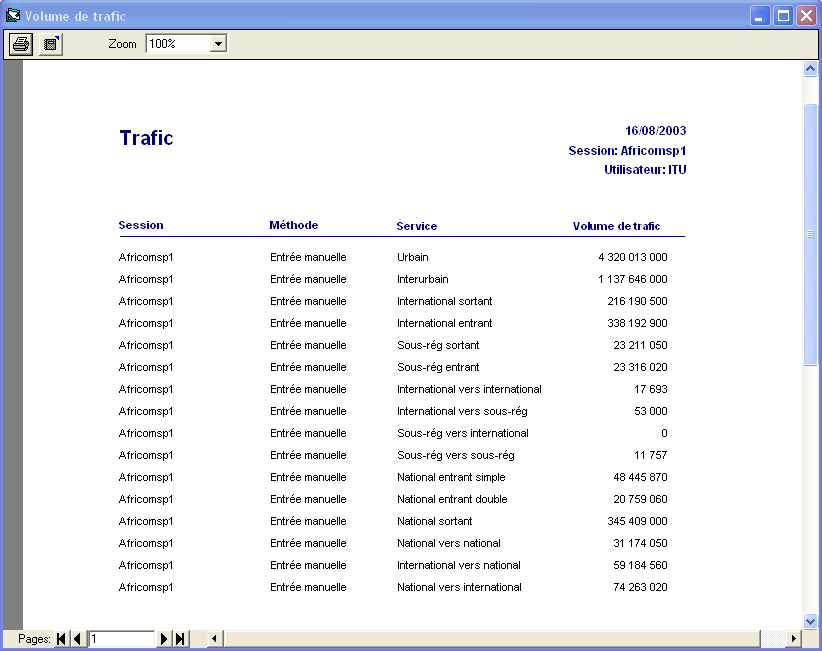 Volume de trafic
Zoom 100%
Trafic
16/08/2003
Session: Africomsp1
Utilisateur: ITU
Session Méthode Service Volume de trafic
Africomsp1 Entrée manuelle Urbain 4 320 013 000
Africomsp1 Entrée manuelle Interurbain 1 137 646 000
Africomsp1 Entrée manuelle International sortant 216 190 500
Africomsp1 Entrée manuelle International entrant 338 192 900
Africomsp1 Entrée manuelle Sous-rég sortant 23 211 050
Africomsp1 Entrée manuelle Sous-rég entrant 23 316 020
Africomsp1 Entrée manuelle International vers international 17 693
Africomsp1 Entrée manuelle International vers sous-rég 53 000
Africomsp1 Entrée manuelle Sous-rég vers international 0
Africomsp1 Entrée manuelle Sous-rég vers sous-rég 11 757
Africomsp1 Entrée manuelle National entrant simple 48 445 870
Africomsp1 Entrée manuelle National entrant double 20 759 060
Africomsp1 Entrée manuelle National sortant 345 409 000
Africomsp1 Entrée manuelle National vers national 31 174 050
Africomsp1 Entrée manuelle International vers national 59 184 560
Africomsp1 Entrée manuelle National vers international 74 263 020
Pages: 1